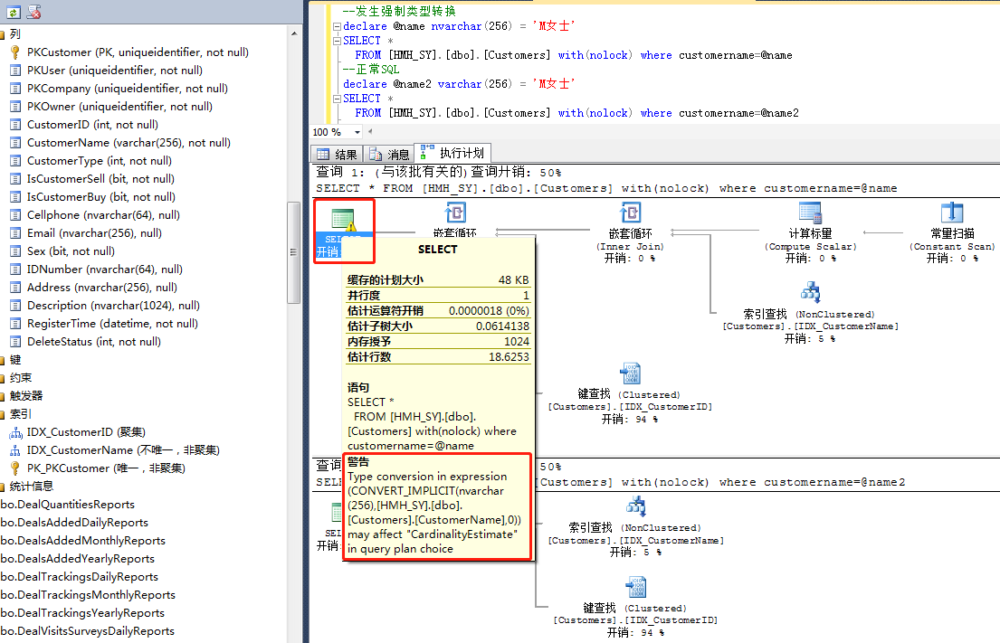 列
PKCustomer (PK, uniqueidentifier, not null)
PKUser (uniqueidentifier, not null)
PKCompany (uniqueidentifier, not null)
PKOwner (uniqueidentifier, not null)
CustomerID (int, not null)
CustomerName (varchar(256), not null)
CustomerType (int, not null)
IsCustomerSell (bit, not null)
IsCustomerBuy (bit, not null)
Cellphone (nvarchar(64), not null)
Email (nvarchar(256), not null)
Sex (bit, not null)
IDNumber (nvarchar(64), not null)
Address (nvarchar(256), not null)
Description (nvarchar(1024), not null)
RegisterTime (datetime, not null)
DeleteStatus (int, not null)
键
约束
触发器
索引
IDX_CustomerID (聚集)
IDX_CustomerName (不唯一，非聚集)
PK_PKCustomer (唯一，非聚集)
统计信息
bo.DealQuantitiesReports
bo.DealsAddedDailyReports
bo.DealsAddedMonthlyReports
bo.DealsAddedYearlyReports
bo.DealTrackingsDailyReports
bo.DealTrackingsMonthlyReports
bo.DealTrackingsYearlyReports
bo.DealVisitsSurveysDailyReports
--发生强制类型转换
declare @name nvarchar(256) = 'M女士'
SELECT *
FROM [HMH_SY].[dbo].[Customers] with(nolock) where customername=@name
--正常SQL
declare @name2 varchar(256) = 'M女士'
SELECT *
FROM [HMH_SY].[dbo].[Customers] with(nolock) where customername=@name2
100 %
结果 消息 执行计划
查询 1: (与该批有关的)查询开销: 50%
SELECT * FROM [HMH_SY].[dbo].[Customers] with(nolock) where customername=@name
SELECT
开销
嵌套循环
嵌套循环
(Inner Join)
开销: 0 %
计算标量
(Compute Scalar)
开销: 0 %
常量扫描
(Constant Scan)
开销: 0 %
索引查找 (NonClustered)
[Customers].[IDX_CustomerName]
开销: 5 %
键查找 (Clustered)
[Customers].[IDX_CustomerID]
开销: 94 %
SELECT
缓存的计划大小 48 KB
并行度 1
估计运算符开销 0.0000018 (0%)
估计子树大小 0.0614138
内存授予 1024
估计行数 18.6253
语句
SELECT *
FROM [HMH_SY].[dbo].
[Customers] with(nolock) where
customername=@name
警告
Type conversion in expression
(CONVERT_IMPLICIT(nvarchar
(256),[HMH_SY].[dbo].
[Customers].[CustomerName],0))
may affect "CardinalityEstimate"
in query plan choice
查询 50%
SEL [Customers] with(nolock) where customername=@name2
SEL
开销
索引查找 (NonClustered)
[Customers].[IDX_CustomerName]
开销: 5 %
键查找 (Clustered)
[Customers].[IDX_CustomerID]
开销: 94 %